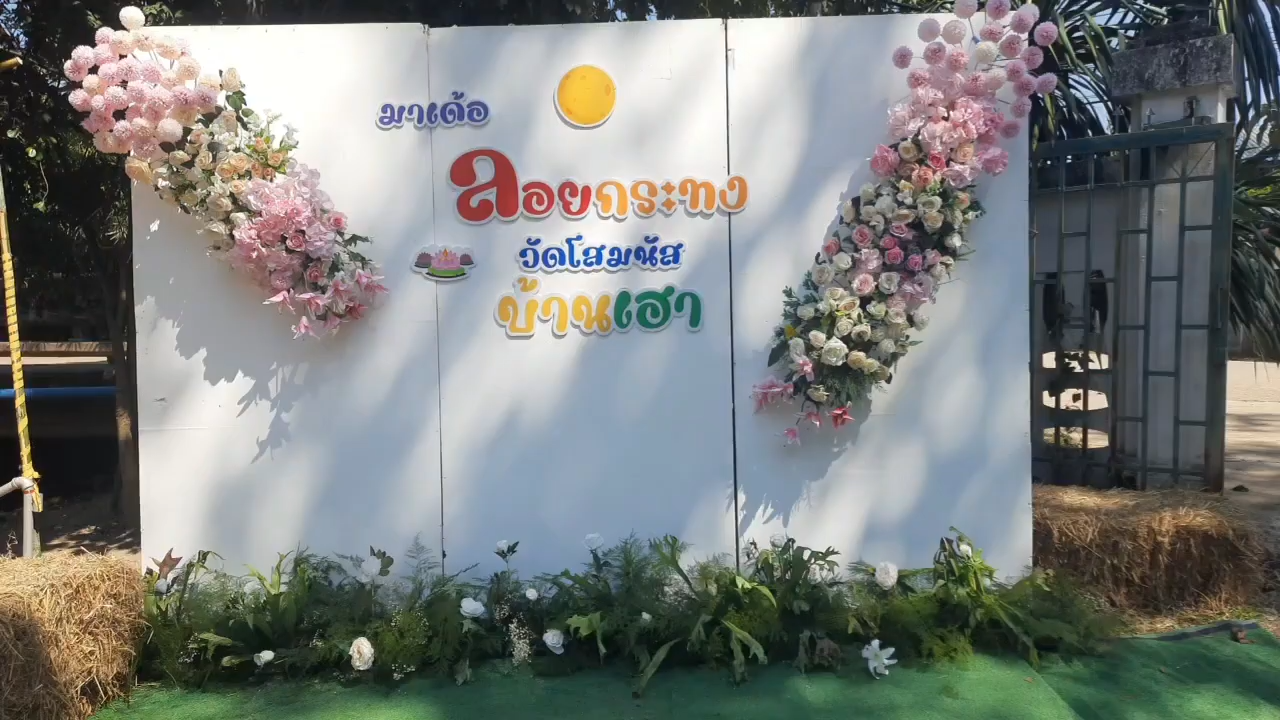 มาเด้อ
ลอยกระทง
วัดโสมนัส
บ้านเฮา